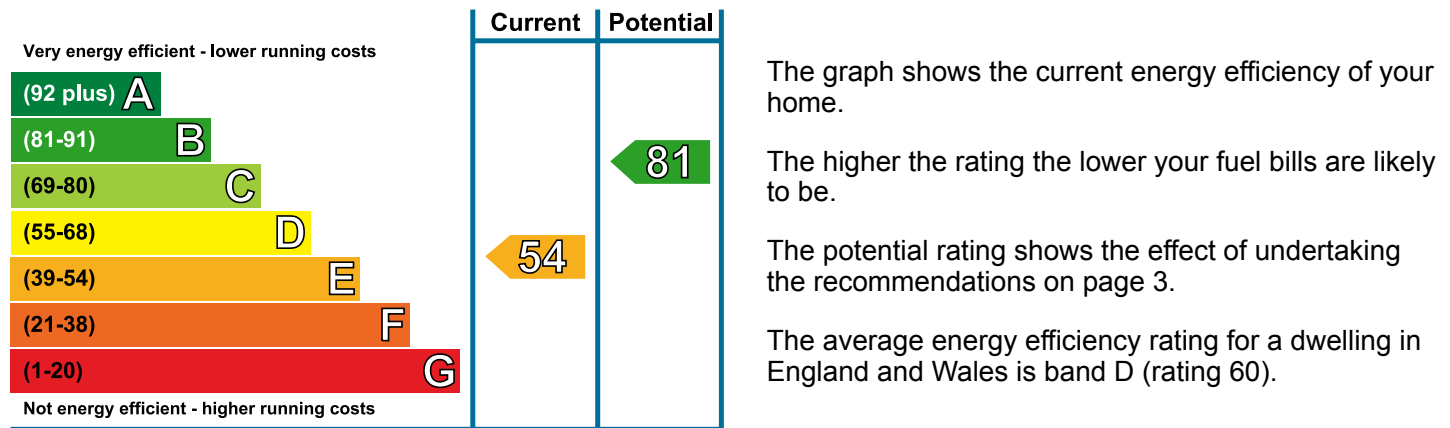 Current Potential
Very energy efficient - lower running costs
(92 plus) A
(81-91) B
(69-80) C
(55-68) D
(39-54) E
(21-38) F
(1-20) G
Not energy efficient - higher running costs
54
81
The graph shows the current energy efficiency of your
home.
The higher the rating the lower your fuel bills are likely
to be.
The potential rating shows the effect of undertaking
the recommendations on page 3.
The average energy efficiency rating for a dwelling in
England and Wales is band D (rating 60).